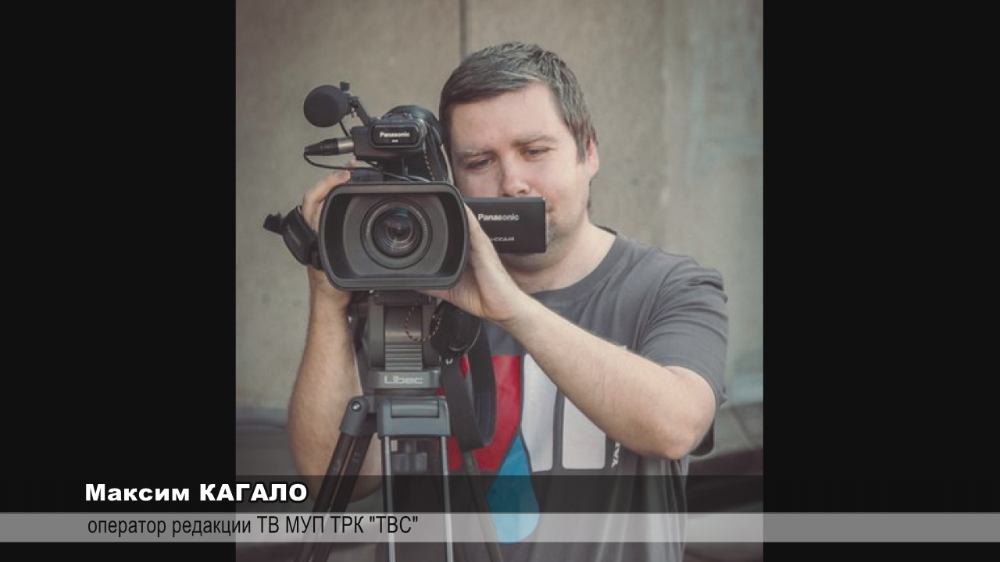 Panasonic
Panasonic
Libec
Максим КАГАЛО
оператор редакции ТВ МУП ТРК "ТВС"